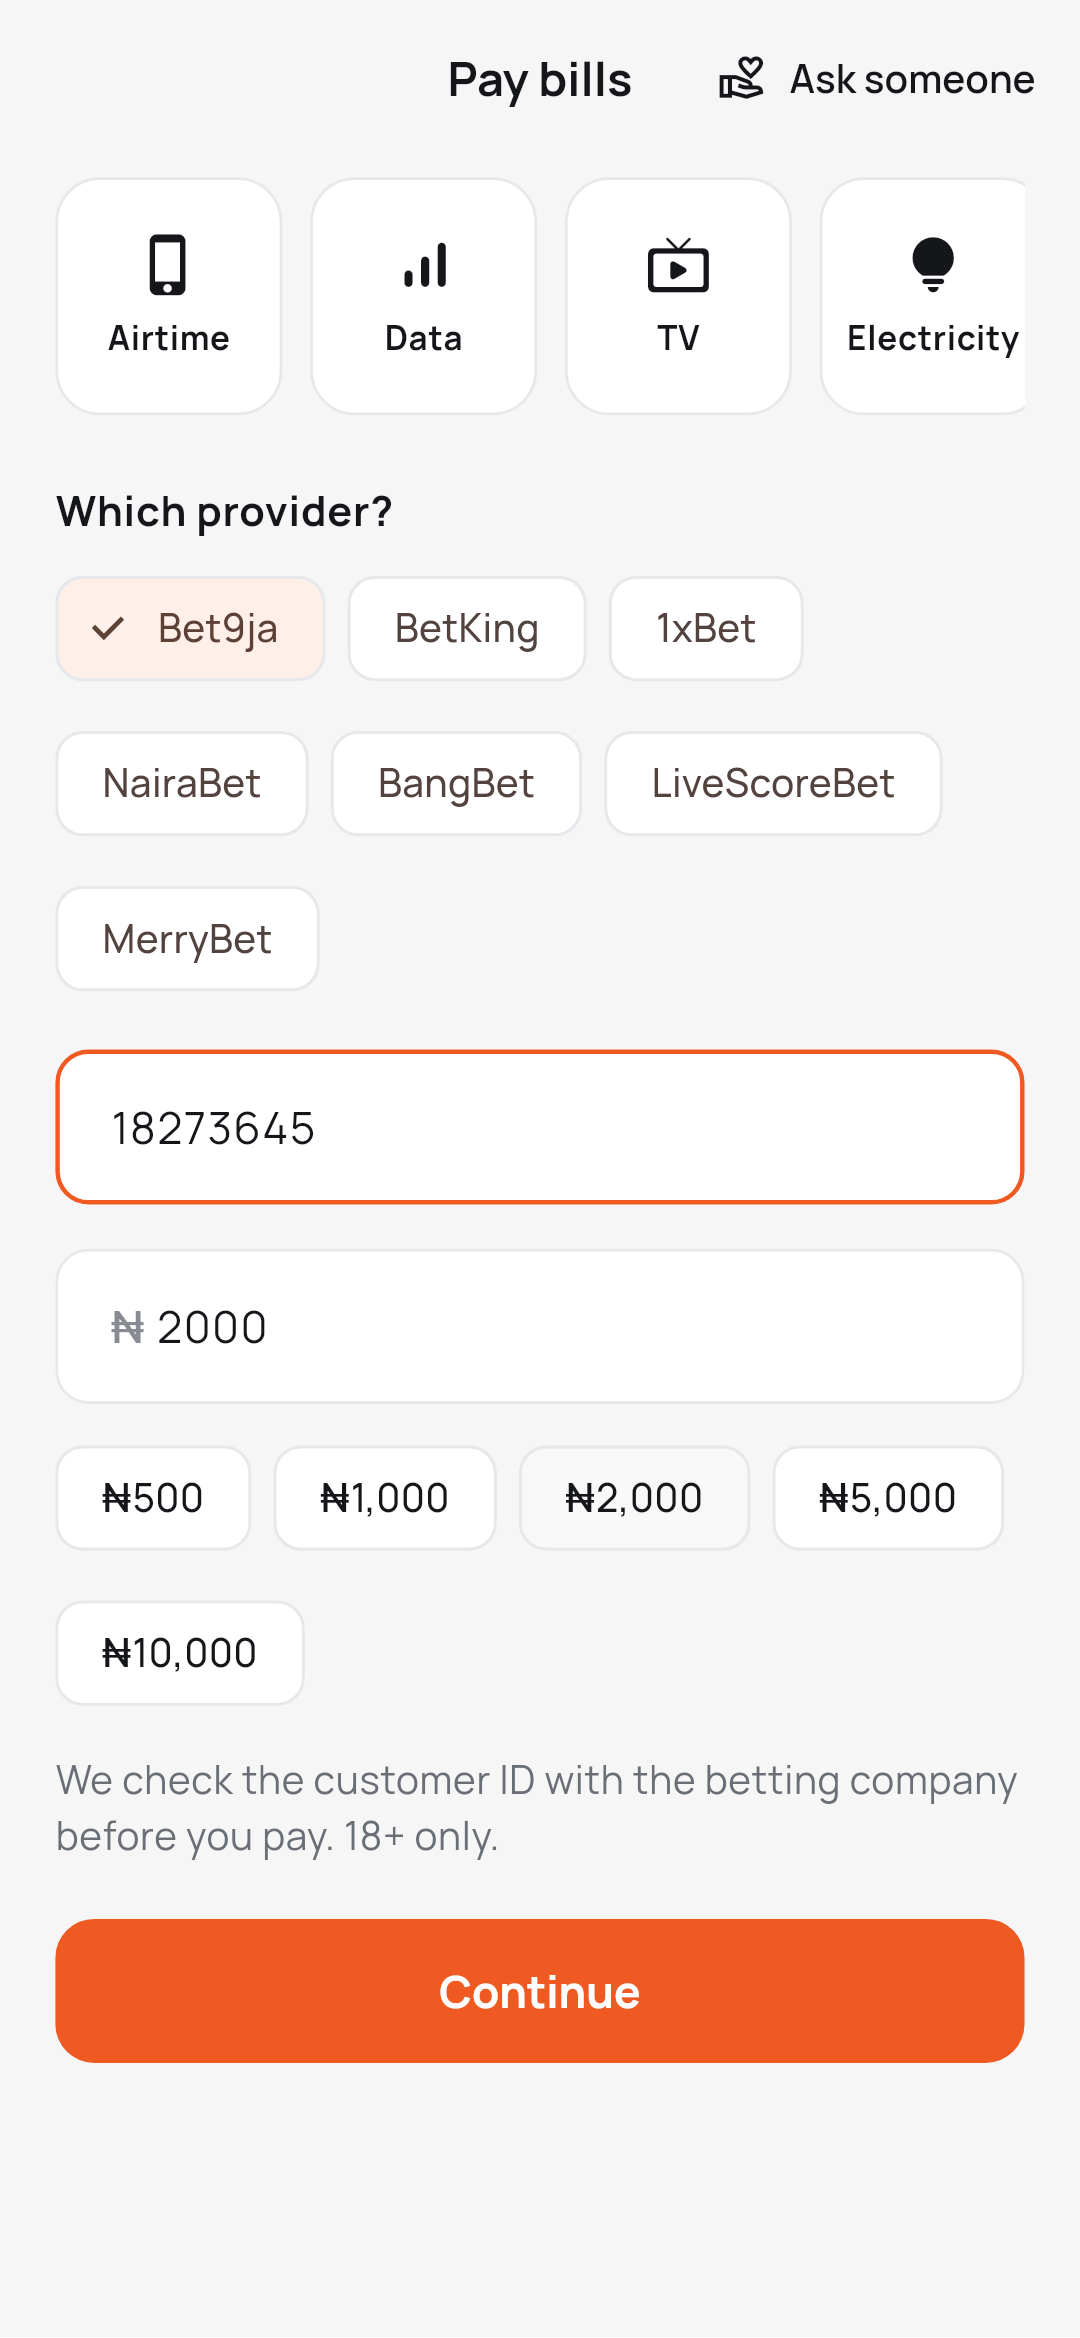 Pay bills
Ask someone
Airtime
Data
TV
Electricity
Which provider?
Bet9ja
BetKing
1xBet
NairaBet
BangBet
LiveScoreBet
MerryBet
18273645
₦ 2000
₦500
₦1,000
₦2,000
₦5,000
₦10,000
We check the customer ID with the betting company
before you pay. 18+ only.
Continue